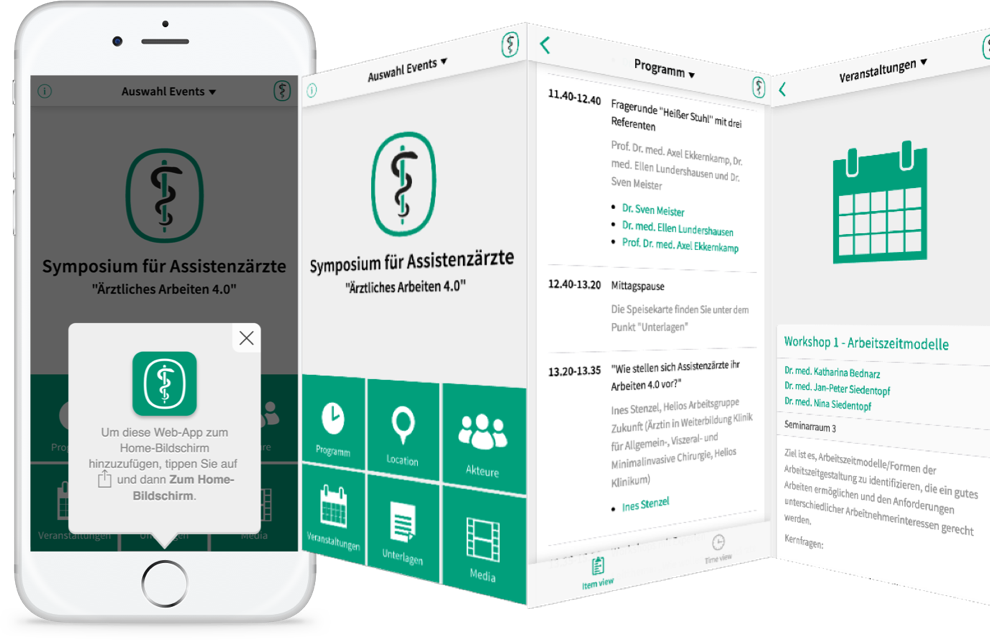 Auswahl Events ▾
Symposium für Assistenzärzte
"Ärztliches Arbeiten 4.0"
Um diese Web-App zum
Home-Bildschirm
hinzuzufügen, tippen Sie auf
und dann Zum Home-
Bildschirm.
Veranstaltungen
Media
Auswahl Events ▾
Symposium für Assistenzärzte
"Ärztliches Arbeiten 4.0"
Programm
Location
Akteure
Veranstaltungen
Unterlagen
Media
Programm ▾
11.40-12.40
Fragerunde "Heißer Stuhl" mit drei
Referenten
Prof. Dr. med. Axel Ekkernkamp, Dr.
med. Ellen Lundershausen und Dr.
Sven Meister
• Dr. Sven Meister
• Dr. med. Ellen Lundershausen
• Prof. Dr. med. Axel Ekkernkamp
12.40-13.20
Mittagspause
Die Speisekarte finden Sie unter dem
Punkt "Unterlagen"
13.20-13.35
"Wie stellen sich Assistenzärzte ihr
Arbeiten 4.0 vor?"
Ines Stenzel, Helios Arbeitsgruppe
Zukunft (Ärztin in Weiterbildung Klinik
für Allgemein-, Viszeral- und
Minimalinvasive Chirurgie, Helios
Klinikum)
• Ines Stenzel
Item view
Time view
Veranstaltungen ▾
Workshop 1 - Arbeitszeitmodelle
Dr. med. Katharina Bednarz
Dr. med. Jan-Peter Siedentopf
Dr. med. Nina Siedentopf
Seminarraum 3
Ziel ist es, Arbeitszeitmodelle/Formen der
Arbeitszeitgestaltung zu identifizieren, die ein gutes
Arbeiten ermöglichen und den Anforderungen
unterschiedlicher Arbeitnehmerinteressen gerecht
werden.
Kernfragen: